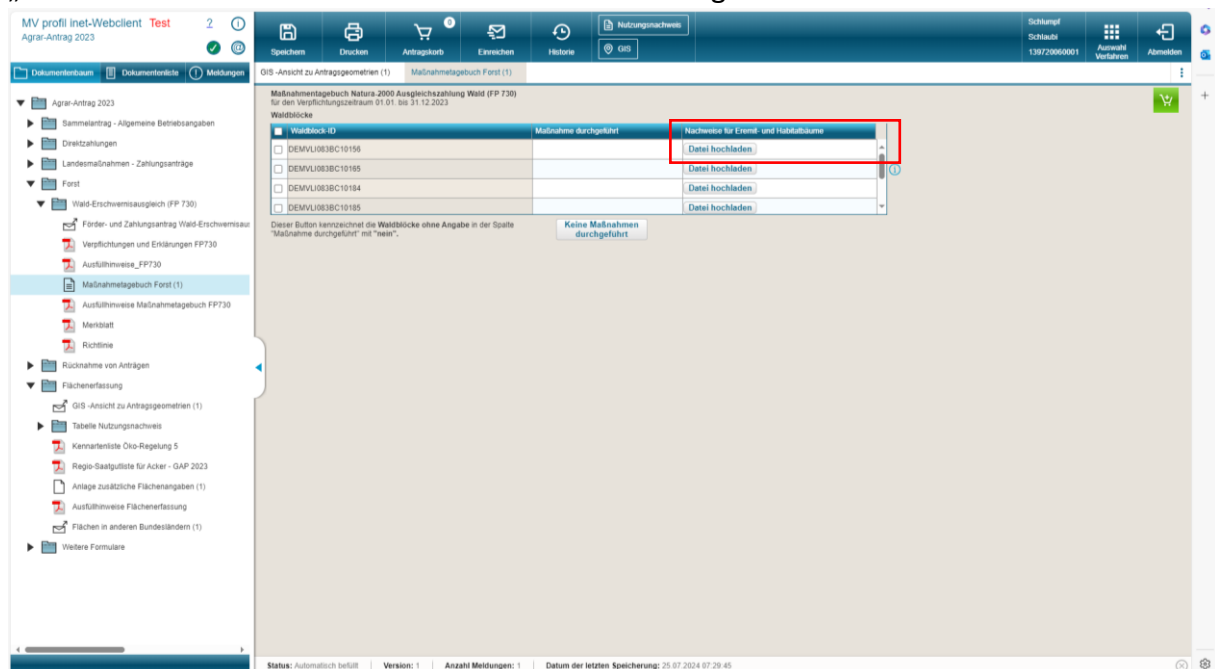 MV profil inet-Webclient Test 2
Agrar-Antrag 2023
Speichern
Drucken
0
Antragskorb
Einreichen
Historie
Nutzungsnachweis
GIS
Schlumpf
Schlaubi
139720060001
Auswahl
Verfahren
Abmelden
Dokumentenbaum
Dokumentenliste
Meldungen
GIS -Ansicht zu Antragsgeometrien (1)
Maßnahmetagebuch Forst (1)
Agrar-Antrag 2023
Sammelantrag - Allgemeine Betriebsangaben
Direktzahlungen
Landesmaßnahmen - Zahlungsanträge
Forst
Wald-Erschwernisausgleich (FP 730)
Förder- und Zahlungsantrag Wald-Erschwernisaus
Verpflichtungen und Erklärungen FP730
Ausfüllhinweise_FP730
Maßnahmetagebuch Forst (1)
Ausfüllhinweise Maßnahmetagebuch FP730
Merkblatt
Richtlinie
Rücknahme von Anträgen
Flächenerfassung
GIS -Ansicht zu Antragsgeometrien (1)
Tabelle Nutzungsnachweis
Kennartenliste Öko-Regelung 5
Regio-Saatgutliste für Acker - GAP 2023
Anlage zusätzliche Flächenangaben (1)
Ausfüllhinweise Flächenerfassung
Flächen in anderen Bundesländern (1)
Weitere Formulare
Maßnahmentagebuch Natura-2000 Ausgleichszahlung Wald (FP 730)
für den Verpflichtungszeitraum 01.01. bis 31.12.2023
Waldblöcke
Waldblock-ID Maßnahme durchgeführt Nachweise für Eremit- und Habitatbäume
DEMVLI083BC10156 Datei hochladen
DEMVLI083BC10165 Datei hochladen
DEMVLI083BC10184 Datei hochladen
DEMVLI083BC10185 Datei hochladen
Dieser Button kennzeichnet die Waldblöcke ohne Angabe in der Spalte
"Maßnahme durchgeführt" mit "nein".
Keine Maßnahmen
durchgeführt
Status: Automatisch befüllt Version: 1 Anzahl Meldungen: 1 Datum der letzten Speicherung: 25.07.2024 07:29:45